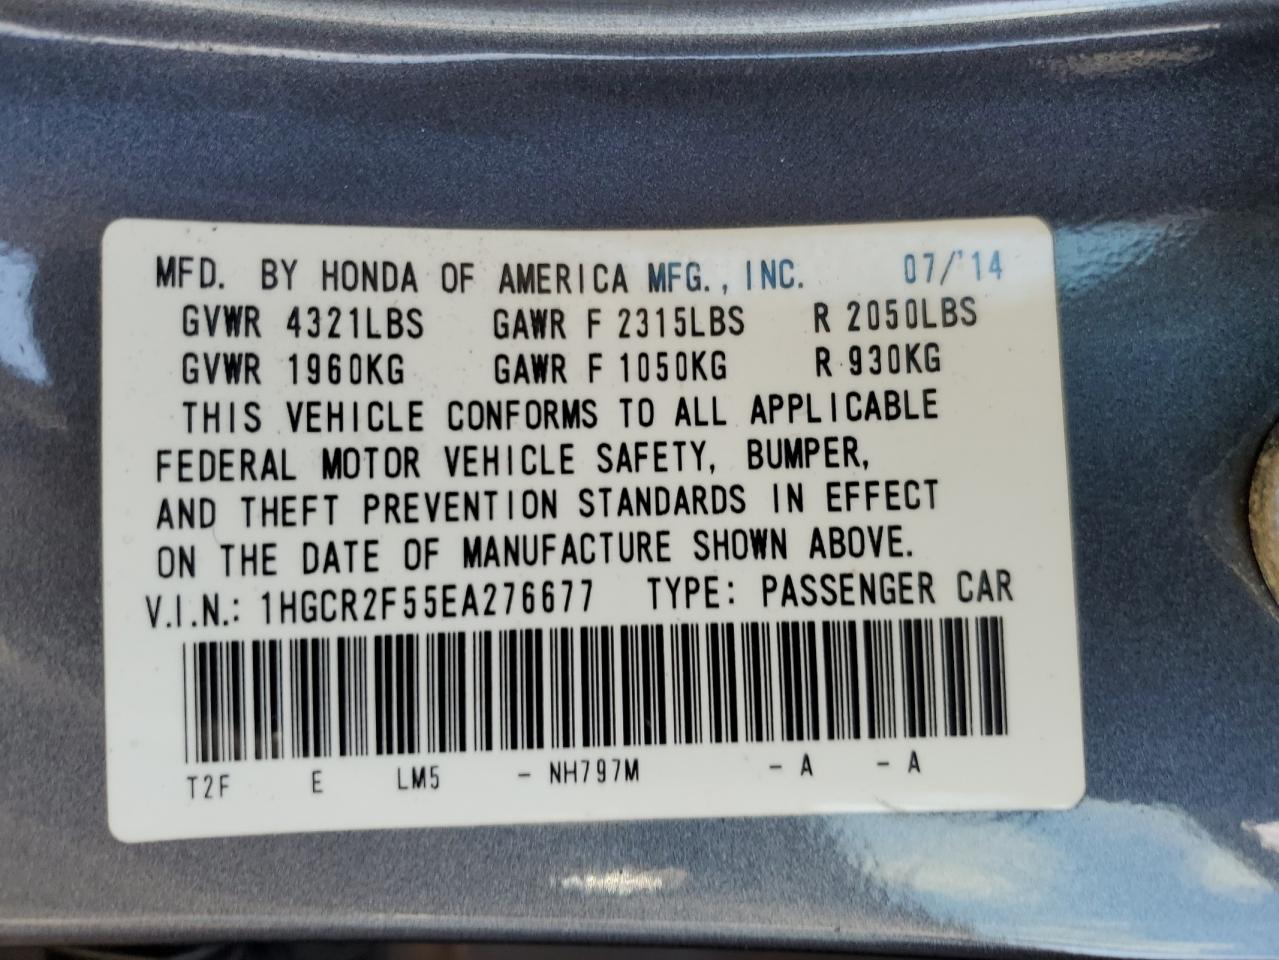 MFD. BY HONDA OF AMERICA MFG., INC. 07/'14
GVWR 4321LBS GAWR F 2315LBS R 2050LBS
GVWR 1960KG GAWR F 1050KG R 930KG
THIS VEHICLE CONFORMS TO ALL APPLICABLE
FEDERAL MOTOR VEHICLE SAFETY, BUMPER,
AND THEFT PREVENTION STANDARDS IN EFFECT
ON THE DATE OF MANUFACTURE SHOWN ABOVE.
V.I.N.: 1HGCR2F55EA276677 TYPE: PASSENGER CAR
T2F E LM5 - NH797M - A - A